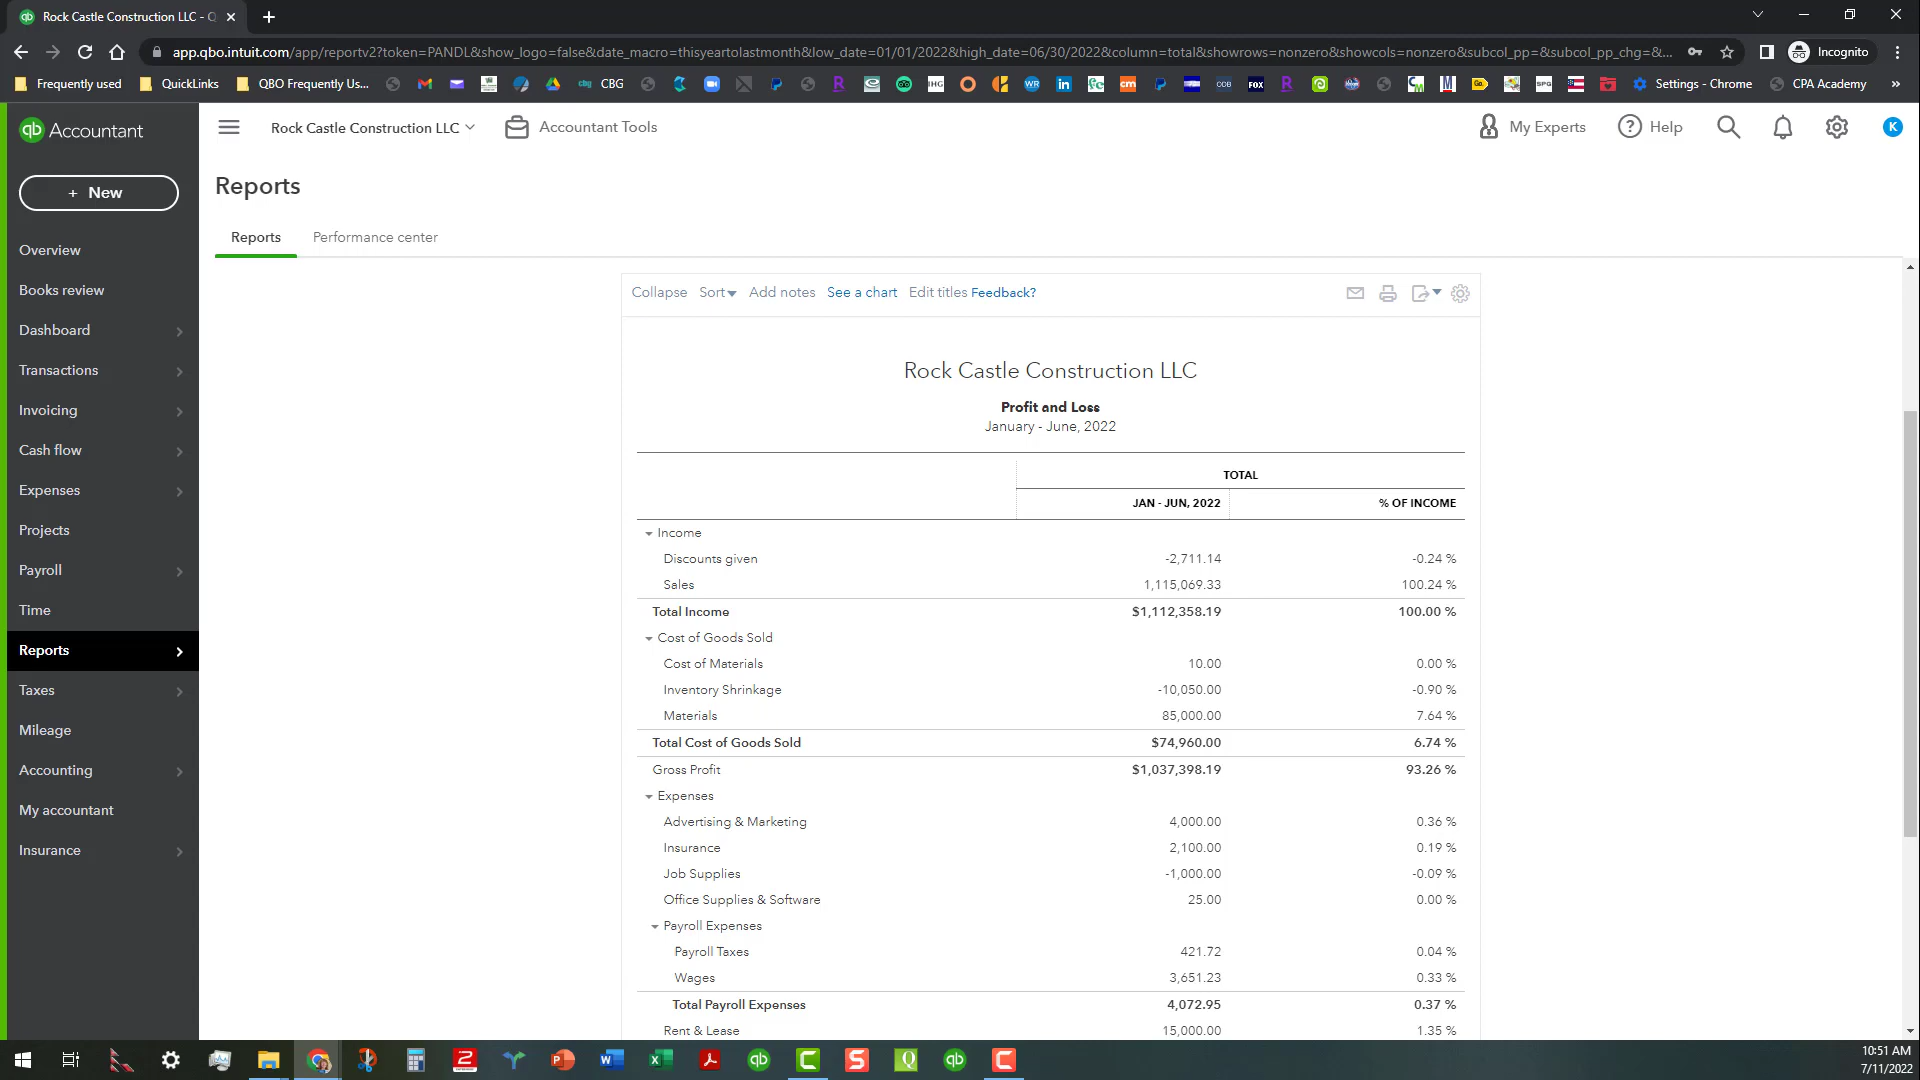 Rock Castle Construction LLC - Q
app.qbo.intuit.com/app/reportv2?token=PANDL&show_logo=false&date_macro=thisyeartolastmonth&low_date=01/01/2022&high_date=06/30/2022&column=total&showrows=nonzero&showcols=nonzero&subcol_pp=&subcol_pp_chg=&...
Incognito
Frequently used
QuickLinks
QBO Frequently Us...
CBG
Settings - Chrome
CPA Academy
»
qb Accountant
Rock Castle Construction LLC
Accountant Tools
My Experts
Help
K
+ New
Overview
Books review
Dashboard
Transactions
Invoicing
Cash flow
Expenses
Projects
Payroll
Time
Reports
Taxes
Mileage
Accounting
My accountant
Insurance
Reports
Reports Performance center
Collapse Sort Add notes See a chart Edit titles Feedback?
Rock Castle Construction LLC
Profit and Loss
January - June, 2022
TOTAL
JAN - JUN, 2022 % OF INCOME
Income
Discounts given -2,711.14 -0.24 %
Sales 1,115,069.33 100.24 %
Total Income $1,112,358.19 100.00 %
Cost of Goods Sold
Cost of Materials 10.00 0.00 %
Inventory Shrinkage -10,050.00 -0.90 %
Materials 85,000.00 7.64 %
Total Cost of Goods Sold $74,960.00 6.74 %
Gross Profit $1,037,398.19 93.26 %
Expenses
Advertising & Marketing 4,000.00 0.36 %
Insurance 2,100.00 0.19 %
Job Supplies -1,000.00 -0.09 %
Office Supplies & Software 25.00 0.00 %
Payroll Expenses
Payroll Taxes 421.72 0.04 %
Wages 3,651.23 0.33 %
Total Payroll Expenses 4,072.95 0.37 %
Rent & Lease 15,000.00 1.35 %
10:51 AM
7/11/2022